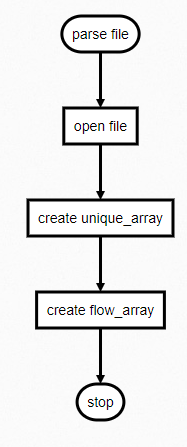 parse file
open file
create unique_array
create flow_array
stop